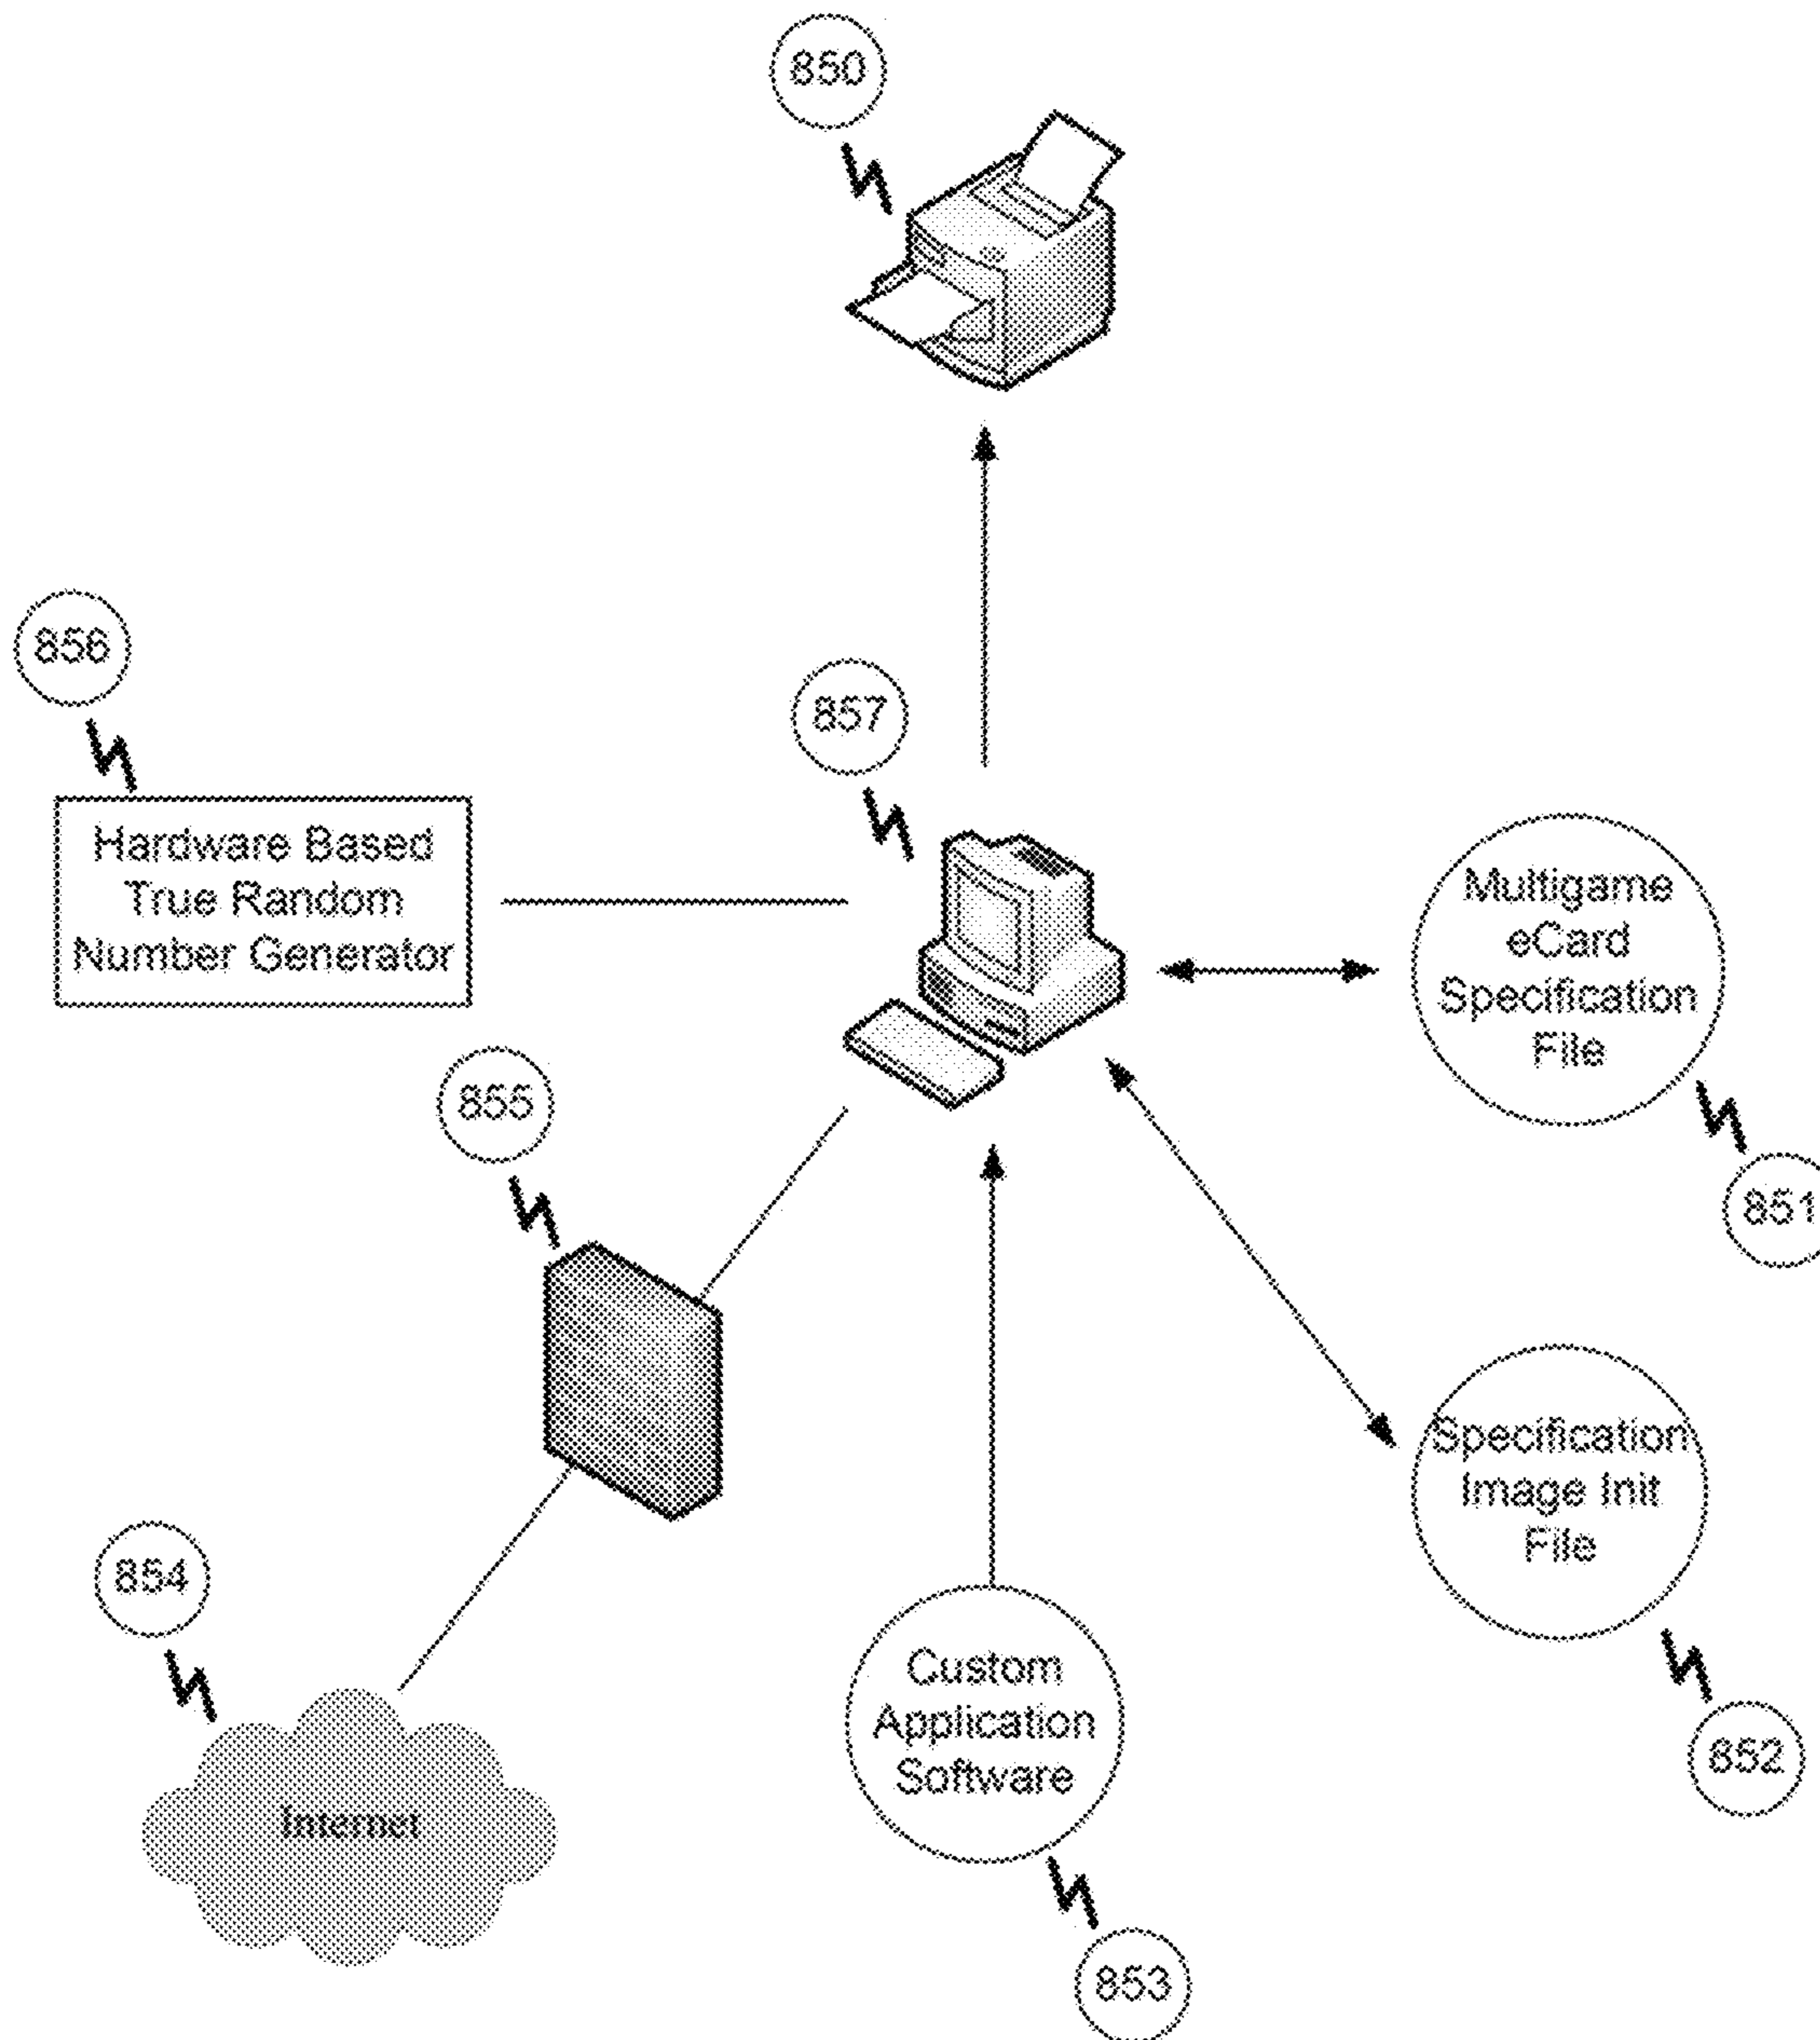 850
856
857
Hardware Based
True Random
Number Generator
Multigame
eCard
Specification
File
855
851
Specification
Image Init
File
854
Custom
Application
Software
852
Internet
853